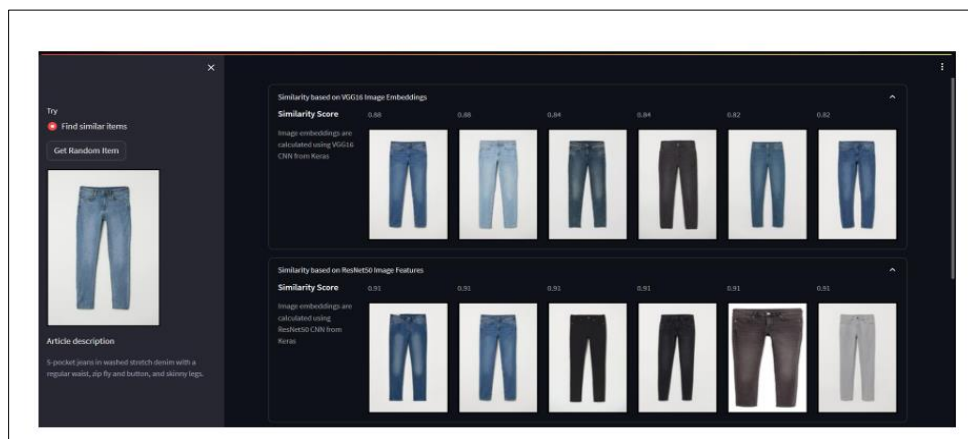 Try
Find similar items
Get Random Item
Article description
5-pocket jeans in washed stretch denim with a
regular waist, zip fly and button, and skinny legs.
Similarity based on VGG16 Image Embeddings
Similarity Score
0.88
0.88
0.84
0.84
0.82
0.82
Image embeddings are
calculated using VGG16
CNN from Keras
Similarity based on ResNet50 Image Features
Similarity Score
0.91
0.91
0.91
0.91
0.91
0.91
Image embeddings are
calculated using
ResNet50 CNN from
Keras